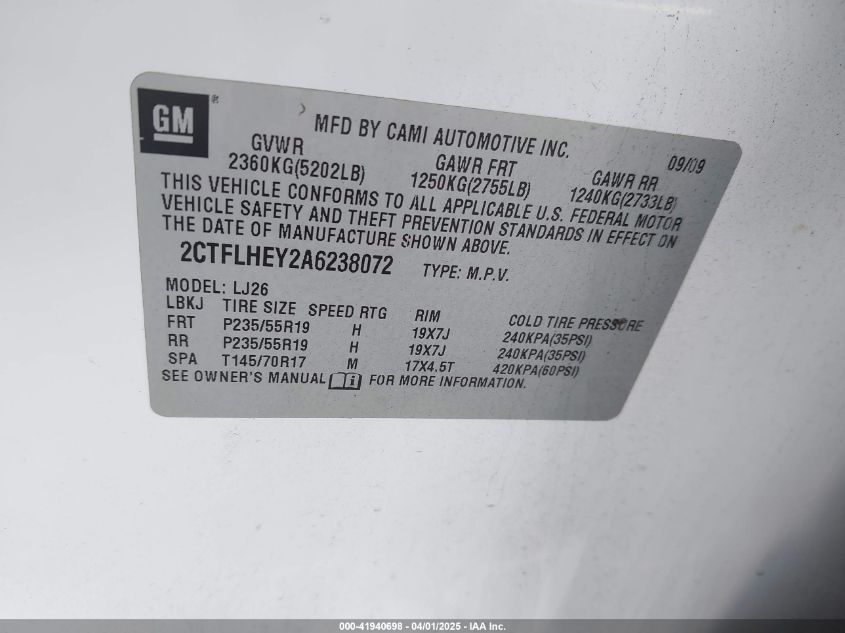 GM ®
MFD BY CAMI AUTOMOTIVE INC. 09/09
GVWR GAWR FRT GAWR RR
2360KG(5202LB) 1250KG(2755LB) 1240KG(2733LB)
THIS VEHICLE CONFORMS TO ALL APPLICABLE U.S. FEDERAL MOTOR
VEHICLE SAFETY AND THEFT PREVENTION STANDARDS IN EFFECT ON
THE DATE OF MANUFACTURE SHOWN ABOVE.
2CTFLHEY2A6238072 TYPE: M.P.V.
MODEL: LJ26
LBKJ TIRE SIZE SPEED RTG RIM COLD TIRE PRESSURE
FRT P235/55R19 H 19X7J 240KPA(35PSI)
RR P235/55R19 H 19X7J 240KPA(35PSI)
SPA T145/70R17 M 17X4.5T 420KPA(60PSI)
SEE OWNER'S MANUAL FOR MORE INFORMATION.
000-41940698 - 04/01/2025 - IAA Inc.